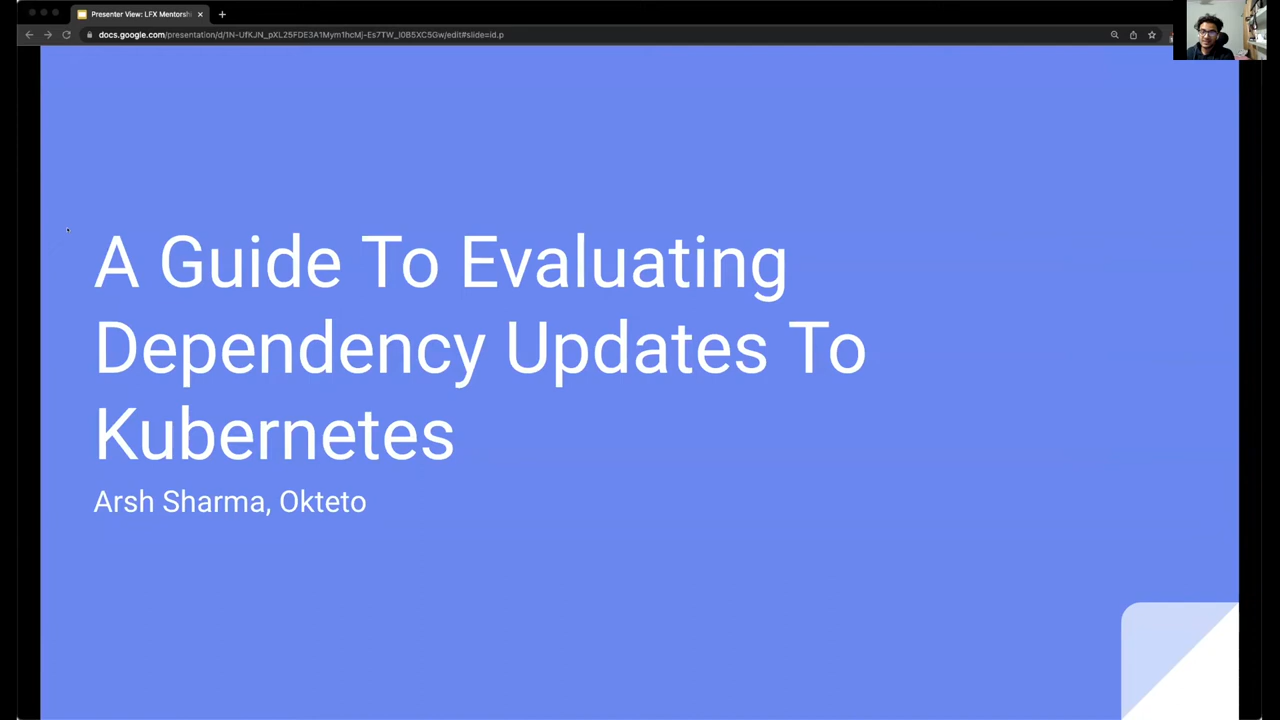 Presenter View: LFX Mentorshi
docs.google.com/presentation/d/1N-UfKJN_pXL25FDE3A1Mym1hcMj-Es7TW_I0B5XC5Gw/edit#slide=id.p
A Guide To Evaluating
Dependency Updates To
Kubernetes
Arsh Sharma, Okteto